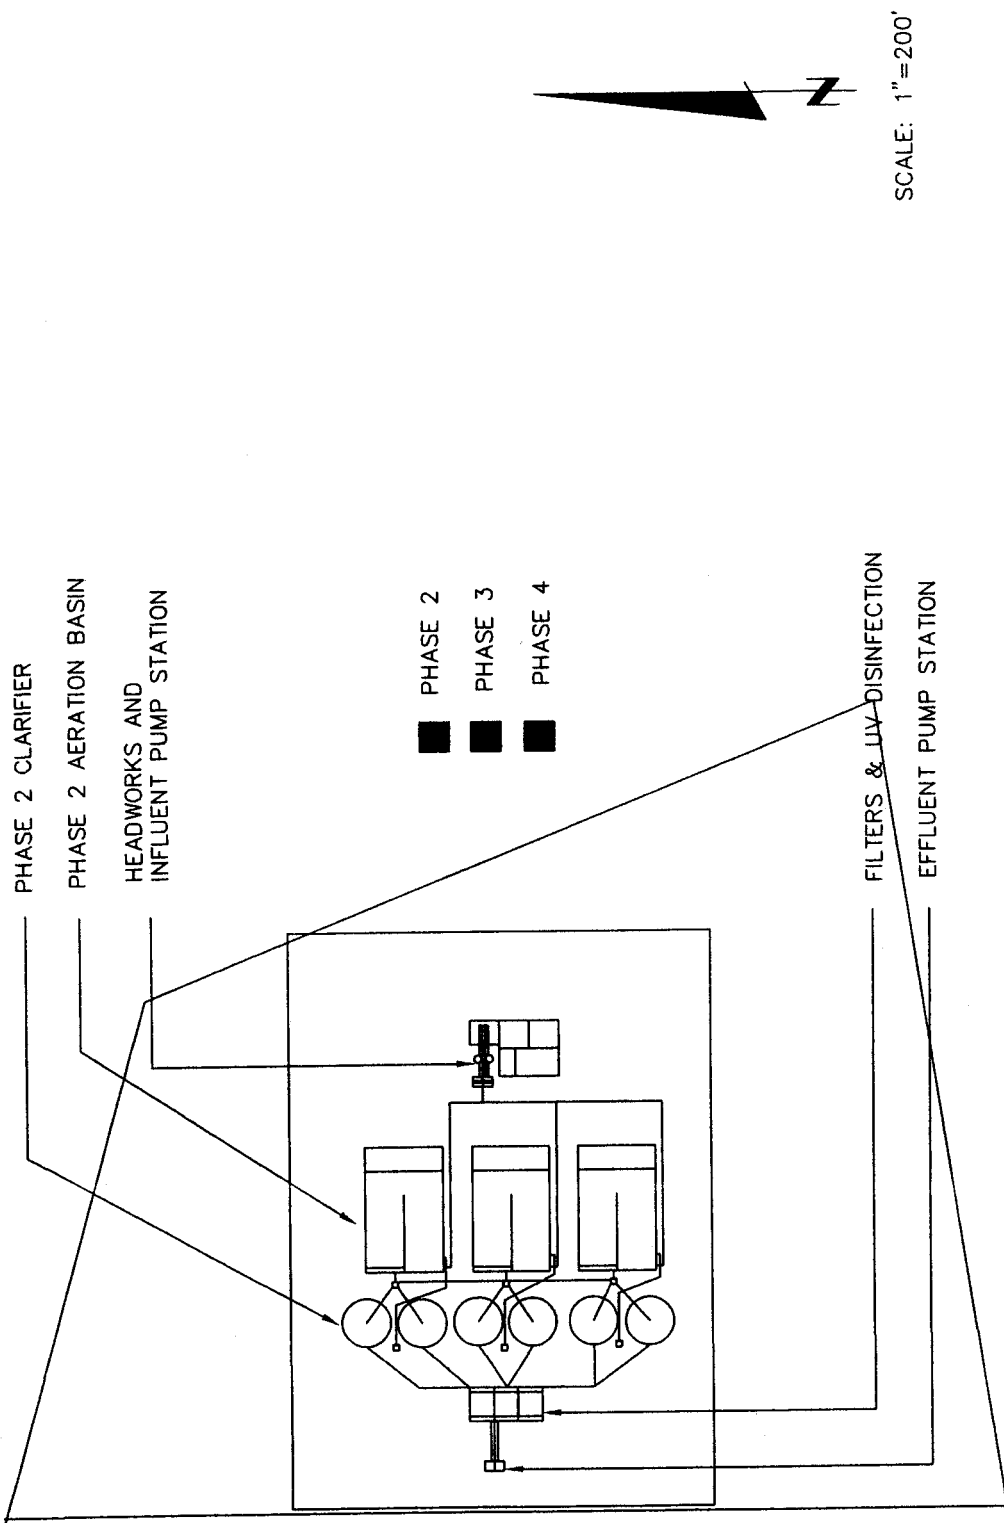 PHASE 2 CLARIFIER
PHASE 2 AERATION BASIN
HEADWORKS AND
INFLUENT PUMP STATION
PHASE 2
PHASE 3
PHASE 4
FILTERS & UV DISINFECTION
EFFLUENT PUMP STATION
N
SCALE: 1"=200'